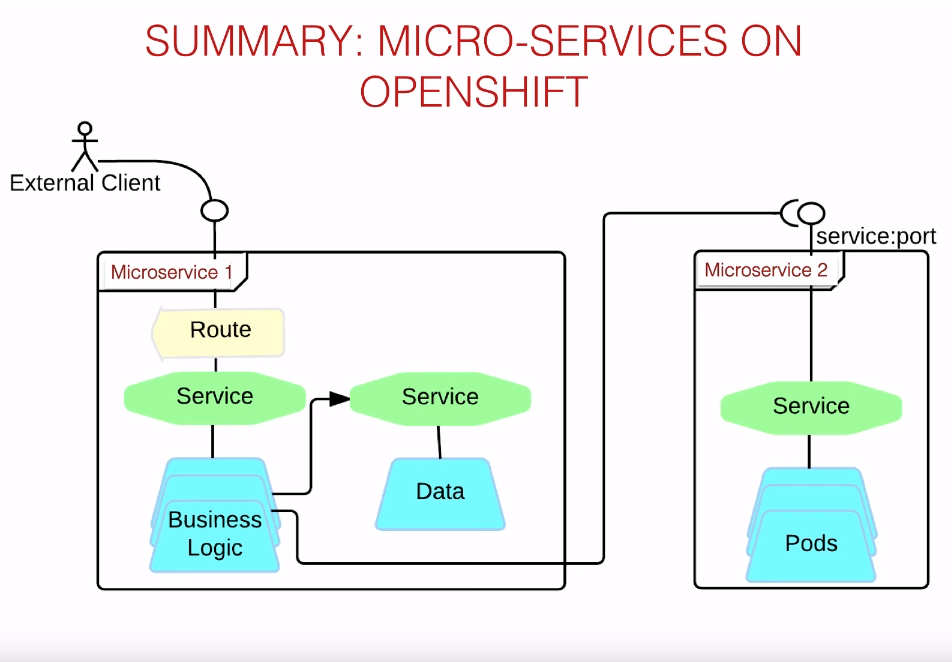 SUMMARY: MICRO-SERVICES ON
OPENSHIFT
External Client
service:port
Microservice 1
Microservice 2
Route
Service
Service
Service
Data
Business
Logic
Pods